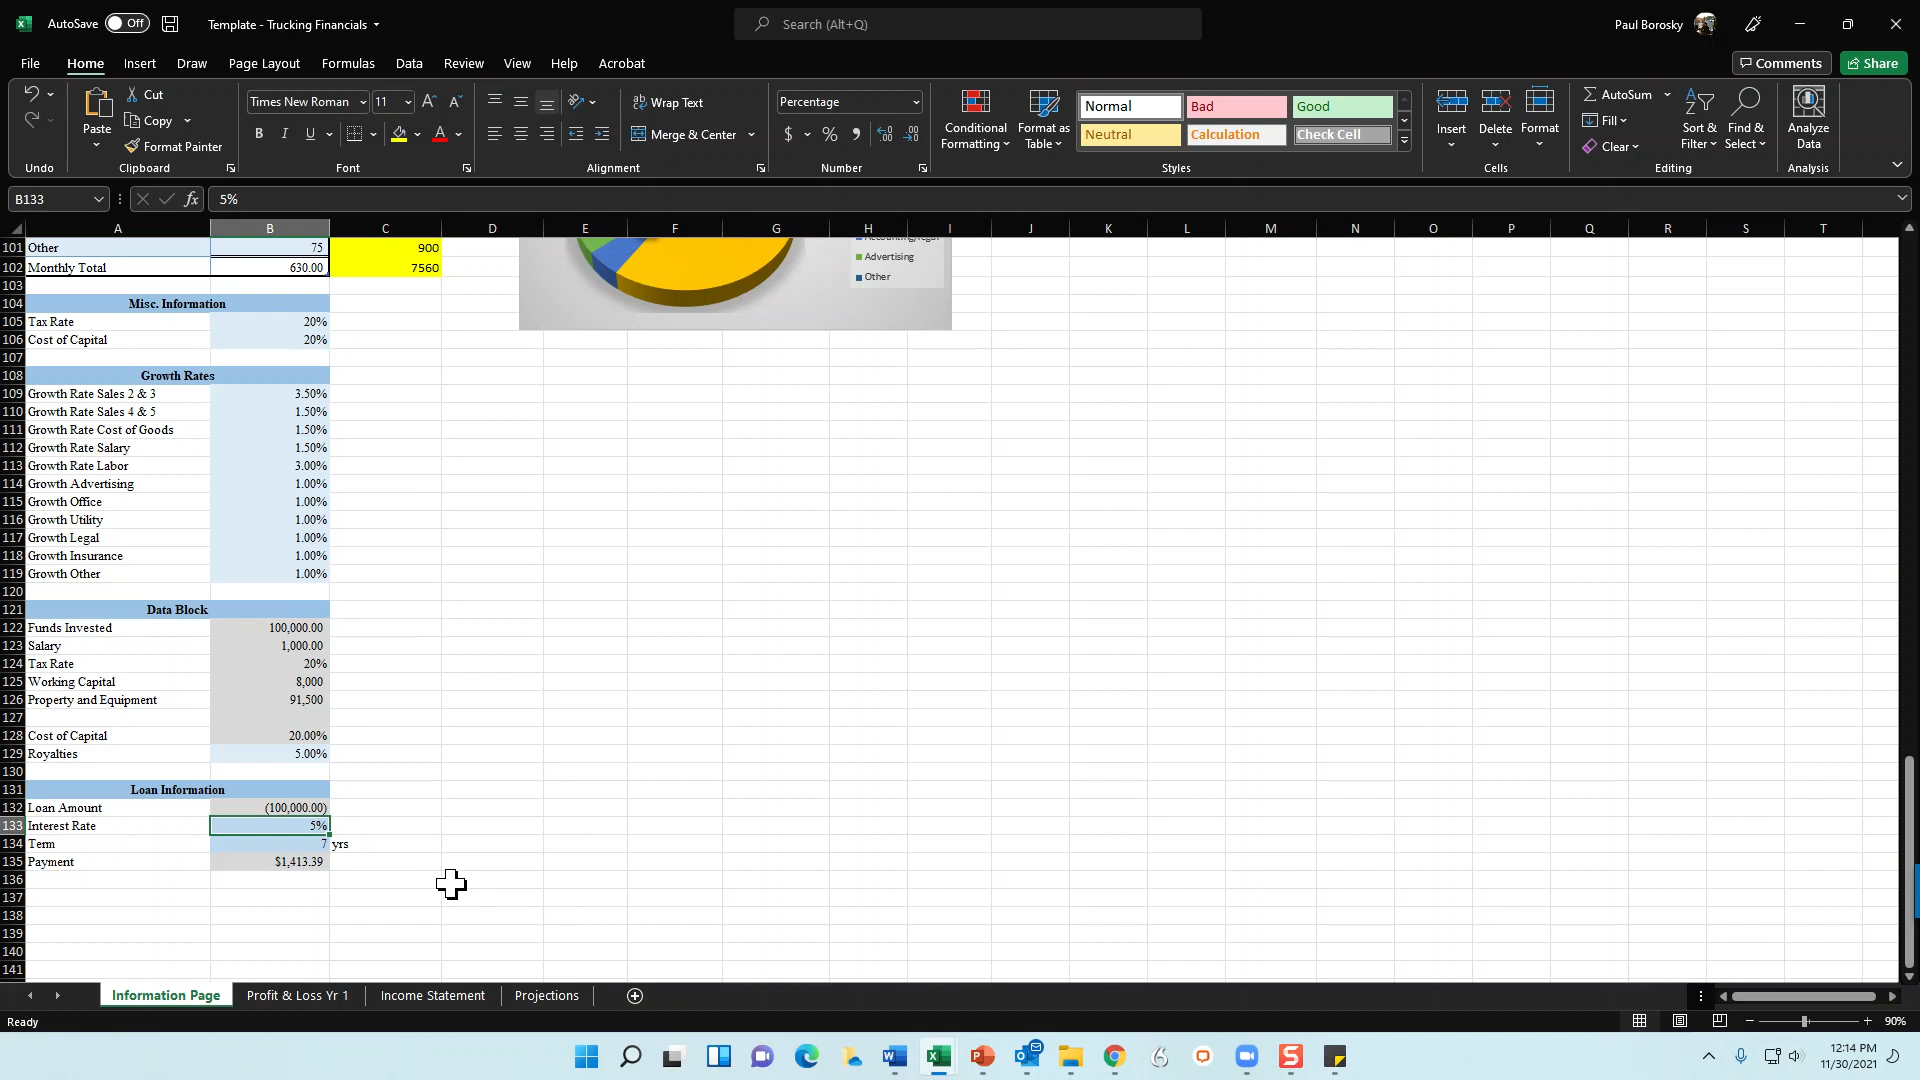 AutoSave Off Template - Trucking Financials Search (Alt+Q) Paul Borosky
File Home Insert Draw Page Layout Formulas Data Review View Help Acrobat Comments Share
Cut
Copy
Format Painter
Paste
Times New Roman 11
B I U A
Wrap Text
Merge & Center
Percentage
$ % 9
Conditional Formatting
Format as Table
Normal Bad Good
Neutral Calculation Check Cell
Insert Delete Format
AutoSum
Fill
Clear
Sort & Filter
Find & Select
Analyze Data
Undo Clipboard Font Alignment Number Styles Cells Editing Analysis
B133 fx 5%
A B C D E F G H I J K L M N O P Q R S T
101 Other 75 900
102 Monthly Total 630.00 7560
Advertising
Other
103
104 Misc. Information
105 Tax Rate 20%
106 Cost of Capital 20%
107
108 Growth Rates
109 Growth Rate Sales 2 & 3 3.50%
110 Growth Rate Sales 4 & 5 1.50%
111 Growth Rate Cost of Goods 1.50%
112 Growth Rate Salary 1.50%
113 Growth Rate Labor 3.00%
114 Growth Advertising 1.00%
115 Growth Office 1.00%
116 Growth Utility 1.00%
117 Growth Legal 1.00%
118 Growth Insurance 1.00%
119 Growth Other 1.00%
120
121 Data Block
122 Funds Invested 100,000.00
123 Salary 1,000.00
124 Tax Rate 20%
125 Working Capital 8,000
126 Property and Equipment 91,500
127
128 Cost of Capital 20.00%
129 Royalties 5.00%
130
131 Loan Information
132 Loan Amount (100,000.00)
133 Interest Rate 5%
134 Term 7 yrs
135 Payment $1,413.39
136
137
138
139
140
141
Information Page Profit & Loss Yr 1 Income Statement Projections
Ready 90%
12:14 PM
11/30/2021